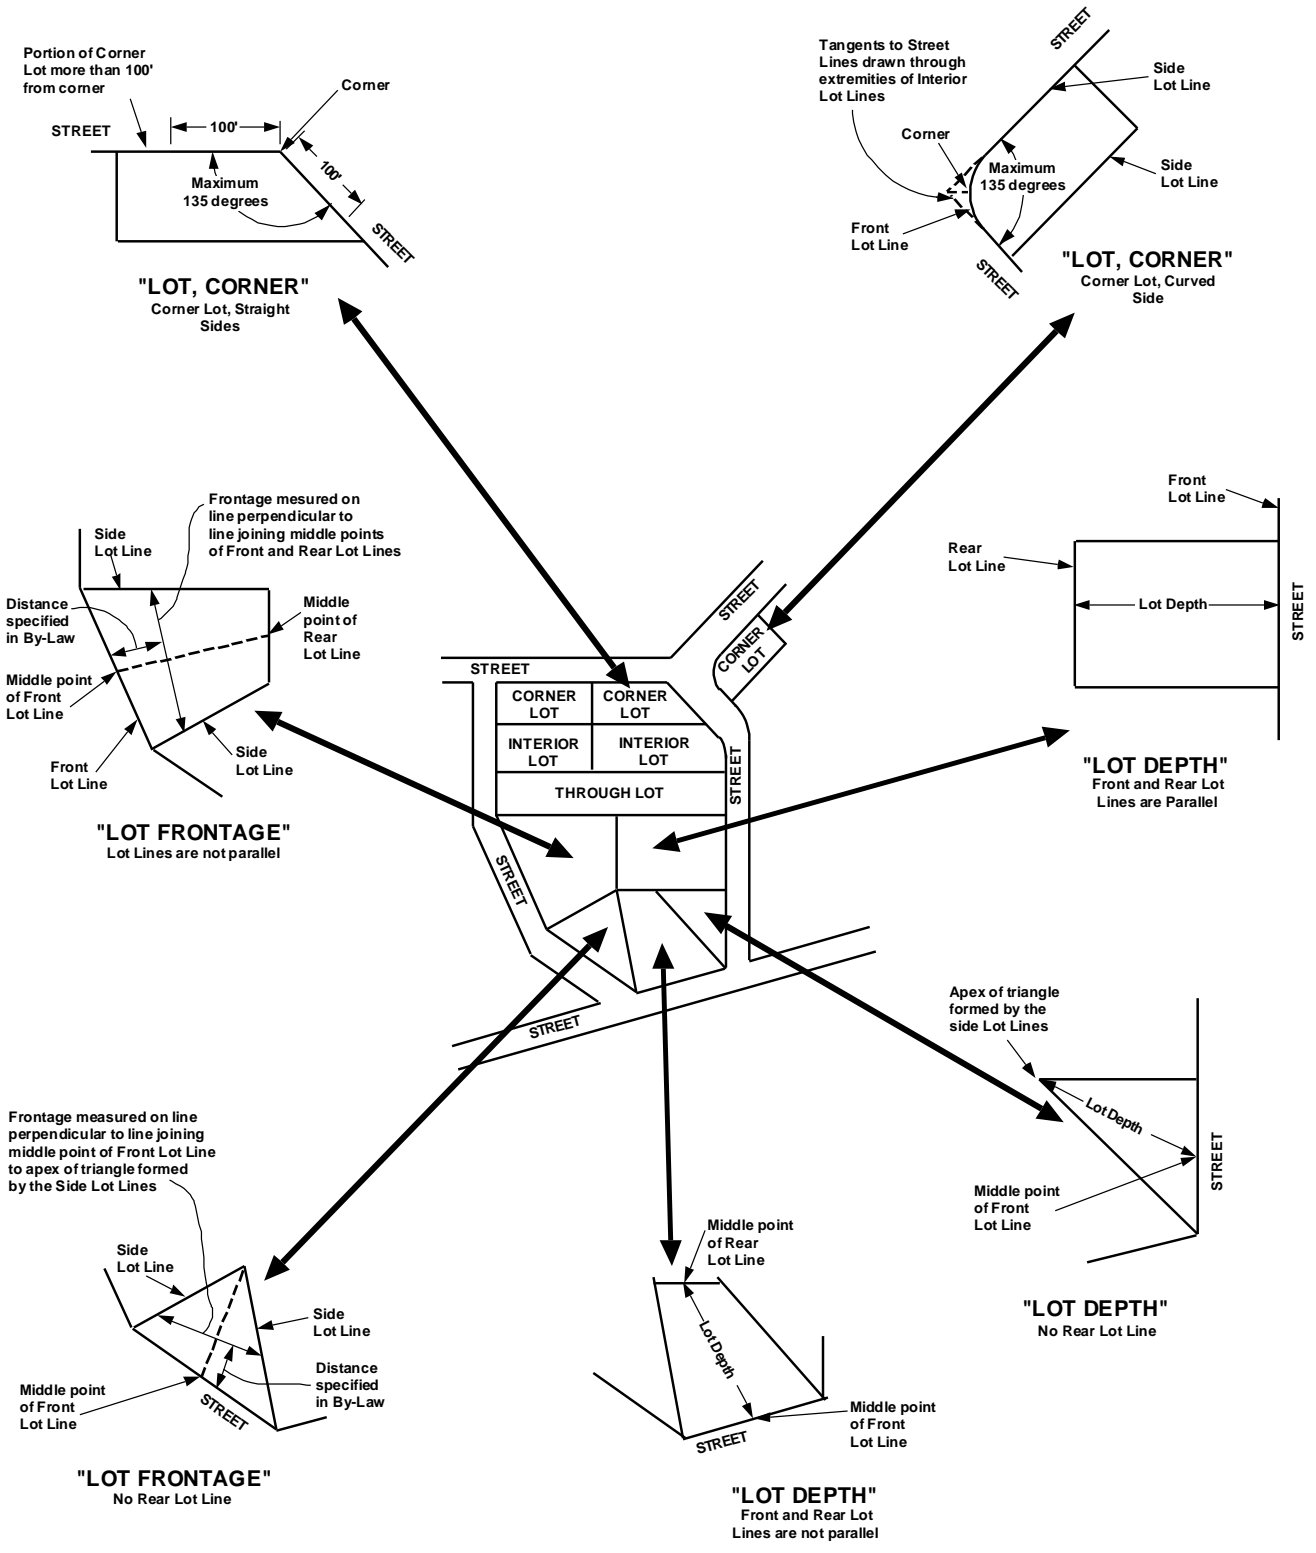 Portion of Corner
Lot more than 100'
from corner
Corner
STREET
100'
100'
Maximum
135 degrees
STREET
"LOT, CORNER"
Corner Lot, Straight
Sides
STREET
Tangents to Street
Lines drawn through
extremities of Interior
Lot Lines
Side
Lot Line
Corner
Maximum
135 degrees
Side
Lot Line
Front
Lot Line
STREET
"LOT, CORNER"
Corner Lot, Curved
Side
Frontage mesured on
line perpendicular to
line joining middle points
of Front and Rear Lot Lines
Side
Lot Line
Distance
specified
in By-Law
Middle
point of
Rear
Lot Line
Middle point
of Front
Lot Line
Front
Lot Line
Side
Lot Line
"LOT FRONTAGE"
Lot Lines are not parallel
STREET
STREET
CORNER
LOT
CORNER
LOT
CORNER
LOT
INTERIOR
LOT
INTERIOR
LOT
STREET
THROUGH LOT
STREET
STREET
Front
Lot Line
Rear
Lot Line
Lot Depth
STREET
"LOT DEPTH"
Front and Rear Lot
Lines are Parallel
Apex of triangle
formed by the
side Lot Lines
Lot Depth
STREET
Middle point
of Front
Lot Line
"LOT DEPTH"
No Rear Lot Line
Frontage measured on line
perpendicular to line joining
middle point of Front Lot Line
to apex of triangle formed
by the Side Lot Lines
Side
Lot Line
Side
Lot Line
Distance
specified
in By-Law
Middle point
of Front
Lot Line
STREET
"LOT FRONTAGE"
No Rear Lot Line
Middle point
of Rear
Lot Line
Lot Depth
Middle point
of Front
Lot Line
STREET
"LOT DEPTH"
Front and Rear Lot
Lines are not parallel